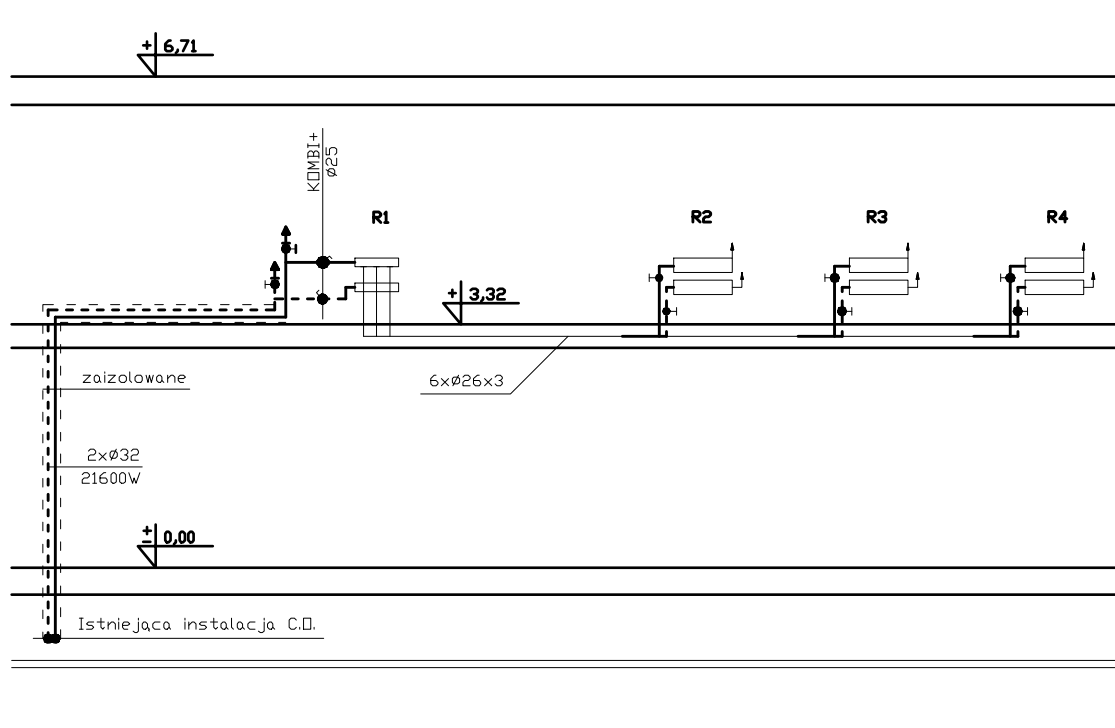 + 6,71
KOMBI+
ø25
R1
R2
R3
R4
+ 3,32
zaizolowane
6xø26x3
2xø32
21600W
± 0,00
Istniejąca instalacja C.O.